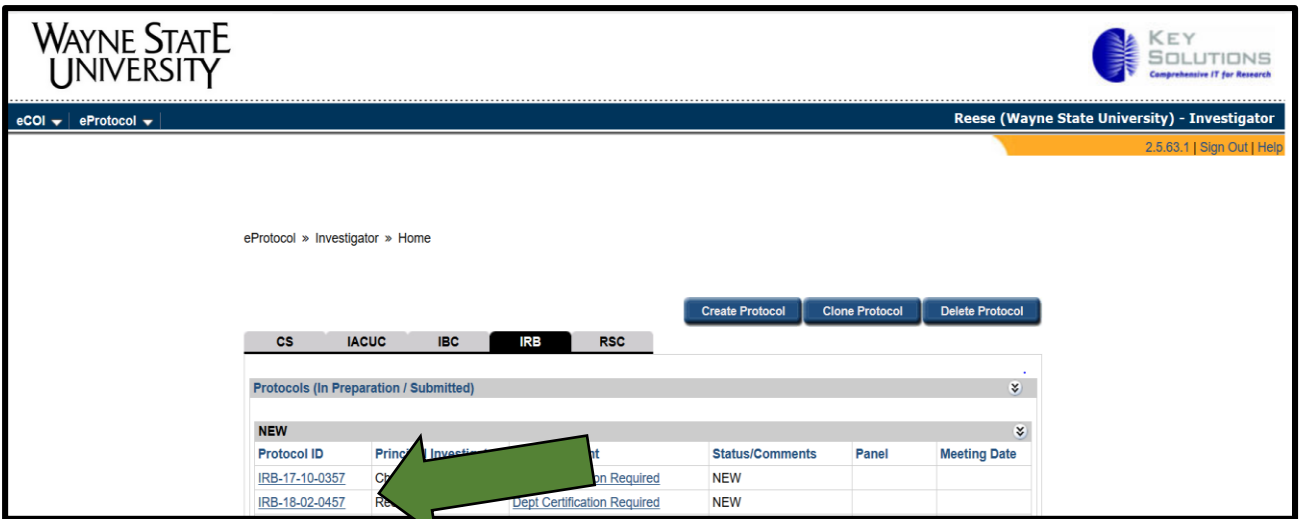 WAYNE STATE
UNIVERSITY
KEY
SOLUTIONS
Comprehensive IT for Research
eCOI eProtocol Reese (Wayne State University) - Investigator
2.5.63.1 | Sign Out | Help
eProtocol » Investigator » Home
Create Protocol Clone Protocol Delete Protocol
CS IACUC IBC IRB RSC
Protocols (In Preparation / Submitted)
NEW
Protocol ID Status/Comments Panel Meeting Date
IRB-17-10-0357 Required NEW
IRB-18-02-0457 Dept Certification Required NEW